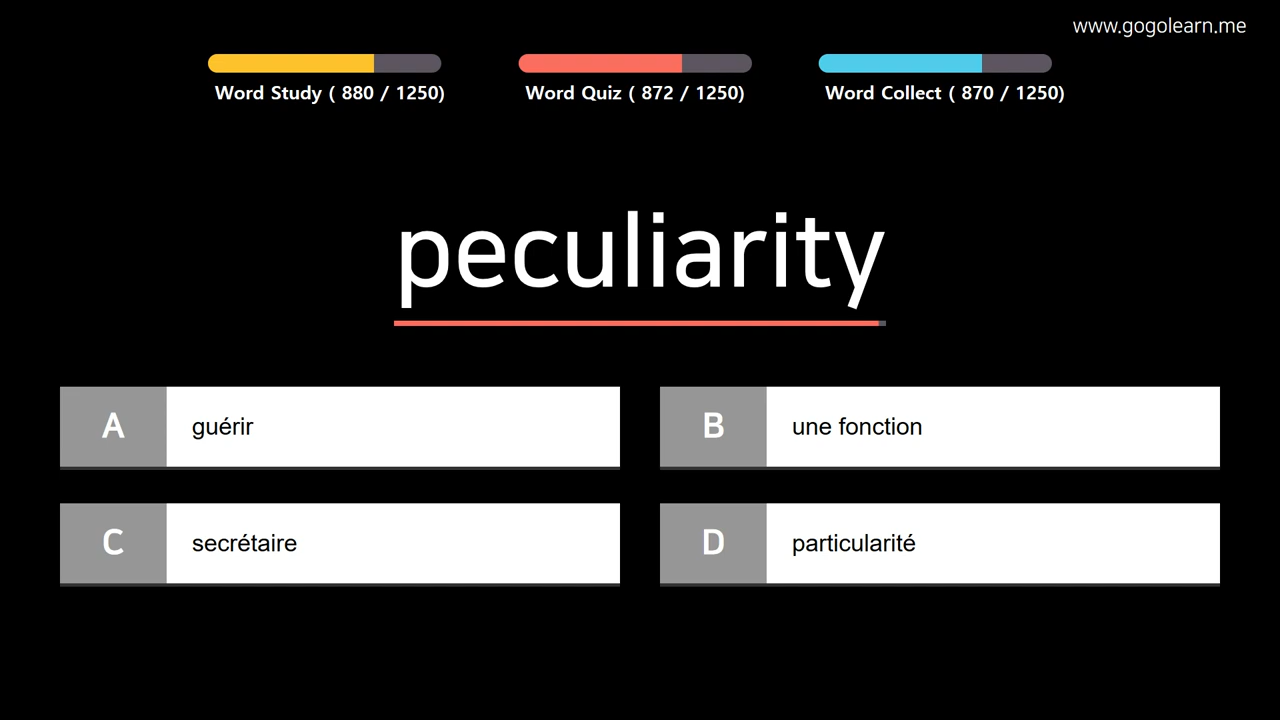 www.gogolearn.me
Word Study ( 880 / 1250)
Word Quiz ( 872 / 1250)
Word Collect ( 870 / 1250)
peculiarity
A
guérir
B
une fonction
C
secrétaire
D
particularité